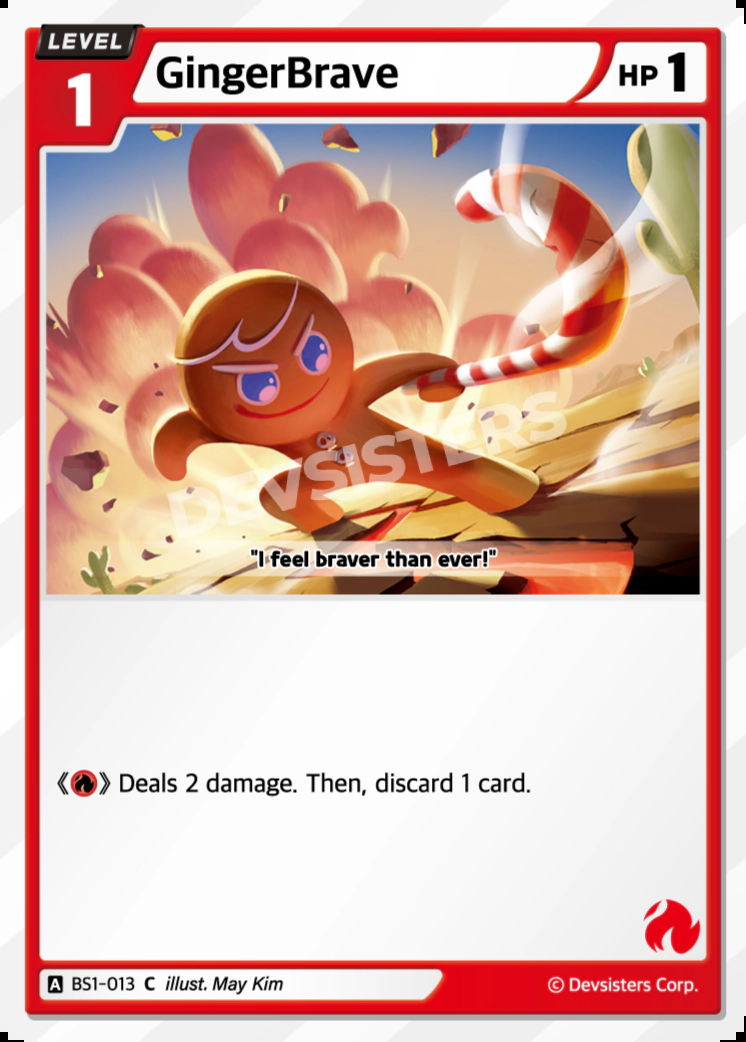 LEVEL
1
GingerBrave
HP 1
DEVSISTERS
"I feel braver than ever!"
《》 Deals 2 damage. Then, discard 1 card.
A BS1-013 C illust. May Kim
© Devsisters Corp.